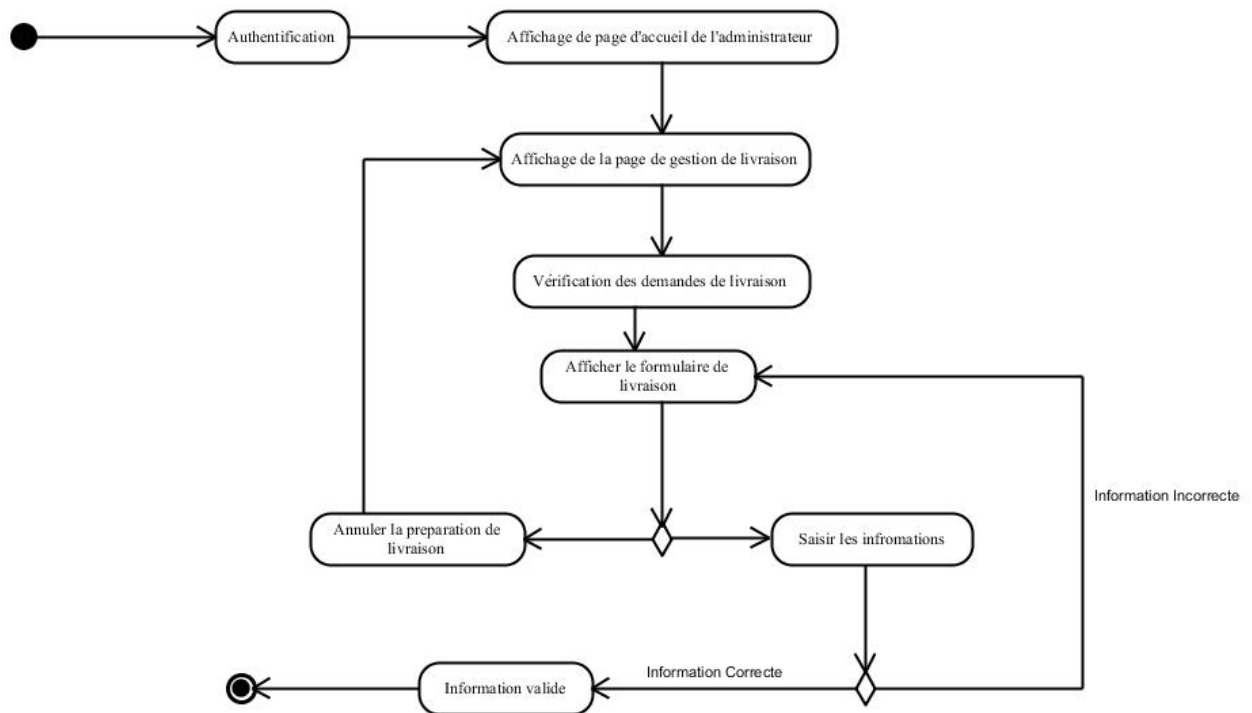 Authentification
Affichage de page d'accueil de l'administrateur
Affichage de la page de gestion de livraison
Vérification des demandes de livraison
Afficher le formulaire de
livraison
Information Incorrecte
Annuler la preparation de
livraison
Saisir les infromations
Information Correcte
Information valide